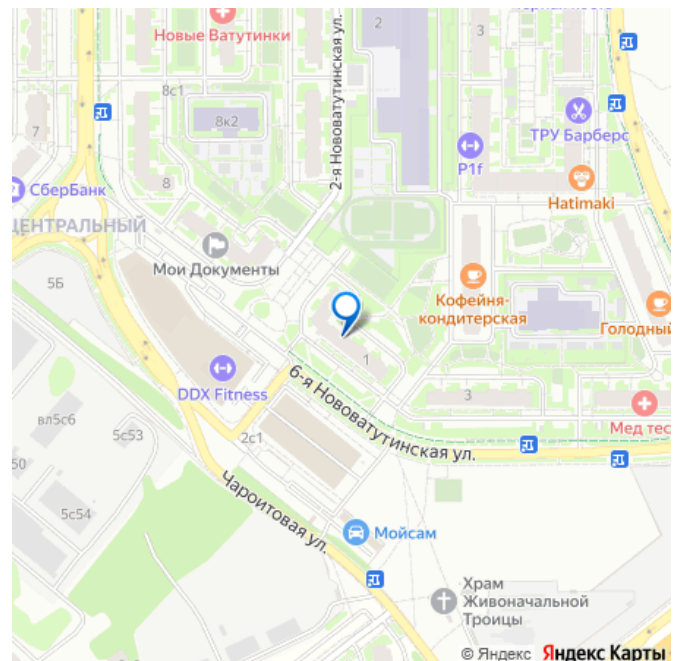 Новые Ватутинки
2
3
8с1
8к2
2-я Нововатутинская ул.
ТРУ Барберс
P1f
7
8
СберБанк
Hatimaki
ЦЕНТРАЛЬНЫЙ
Мои Документы
5Б
Кофейня-
кондитерская
Голодный
1
DDX Fitness
3
6-я Нововатутинская ул.
Мед тес
вл5с6
5с53
2с1
50
5с54
Чароитовая ул.
Мойсам
Храм
Живоначальной
Троицы
© Яндекс Яндекс Карты